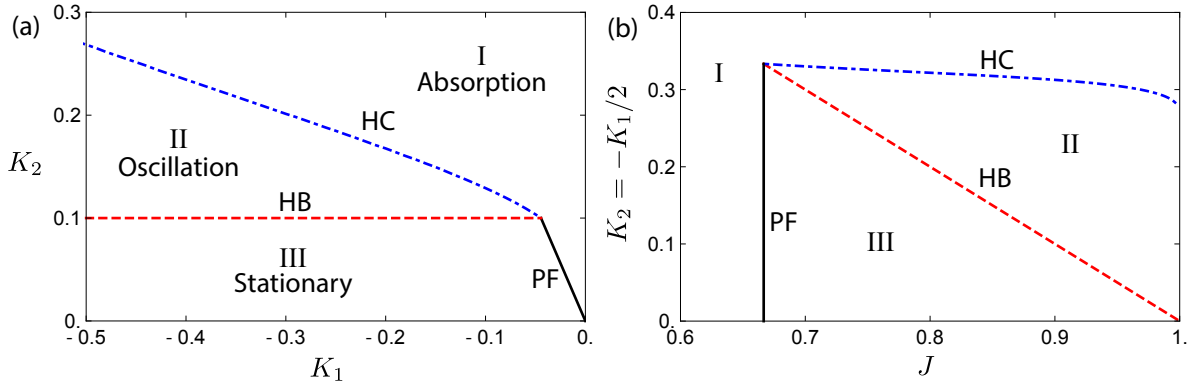 (a)
0.3
0.2
0.1
0.
K₂
I
Absorption
II
Oscillation
HC
HB
III
Stationary
PF
- 0.5
- 0.4
- 0.3
- 0.2
- 0.1
0.
K₁
(b)
0.4
0.3
0.2
0.1
0.
K₂ = −K₁/2
I
HC
II
HB
PF
III
0.6
0.7
0.8
0.9
1.
J